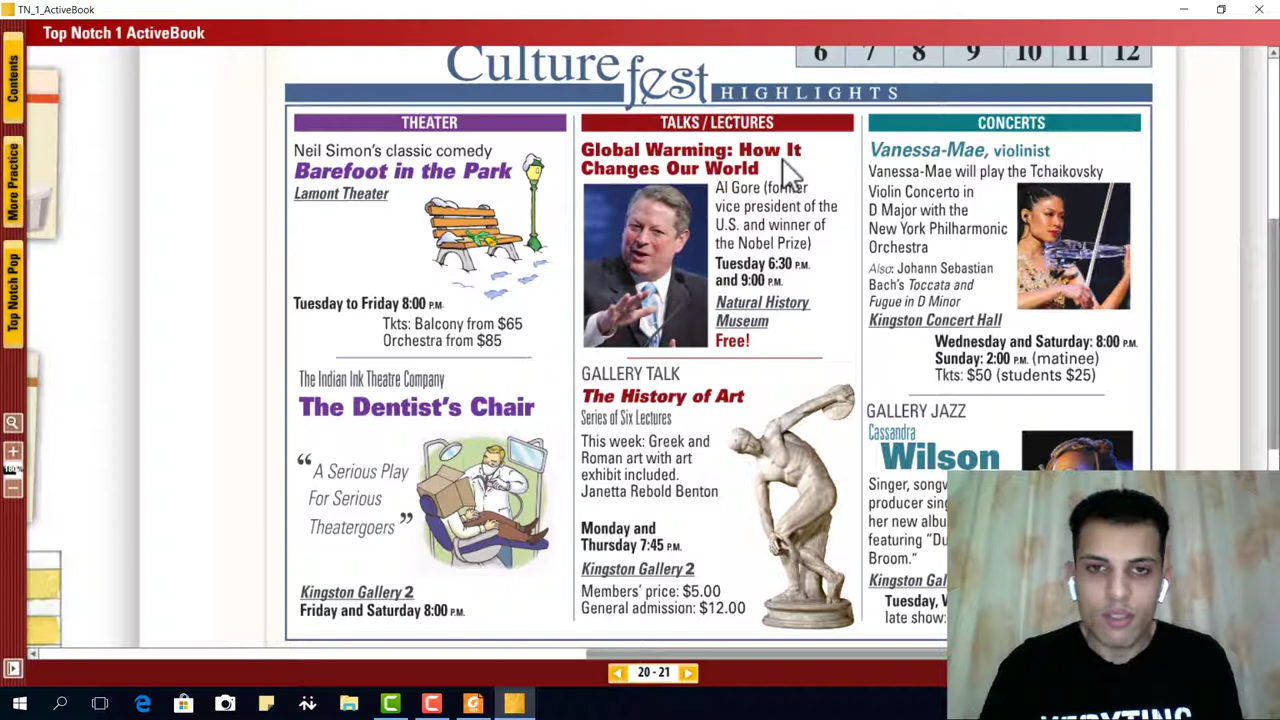 TN_1_ActiveBook
Top Notch 1 ActiveBook
Contents
More Practice
Top Notch Pop
6 7 8 9 10 11 12
Culture fest HIGHLIGHTS
THEATER
Neil Simon's classic comedy
Barefoot in the Park
Lamont Theater
Tuesday to Friday 8:00 P.M.
Tkts: Balcony from $65
Orchestra from $85
The Indian Ink Theatre Company
The Dentist's Chair
“ A Serious Play
For Serious
Theatergoers ”
Kingston Gallery 2
Friday and Saturday 8:00 P.M.
TALKS / LECTURES
Global Warming: How It
Changes Our World
Al Gore (former
vice president of the
U.S. and winner of
the Nobel Prize)
Tuesday 6:30 P.M.
and 9:00 P.M.
Natural History
Museum
Free!
GALLERY TALK
The History of Art
Series of Six Lectures
This week: Greek and
Roman art with art
exhibit included.
Janetta Rebold Benton
Monday and
Thursday 7:45 P.M.
Kingston Gallery 2
Members' price: $5.00
General admission: $12.00
CONCERTS
Vanessa-Mae, violinist
Vanessa-Mae will play the Tchaikovsky
Violin Concerto in
D Major with the
New York Philharmonic
Orchestra
Also: Johann Sebastian
Bach's Toccata and
Fugue in D Minor
Kingston Concert Hall
Wednesday and Saturday: 8:00 P.M.
Sunday: 2:00 P.M. (matinee)
Tkts: $50 (students $25)
GALLERY JAZZ
Cassandra
Wilson
Singer, songv
producer sing
her new albu
featuring “Du
Broom.”
Kingston Gal
Tuesday, V
late show:
20 - 21